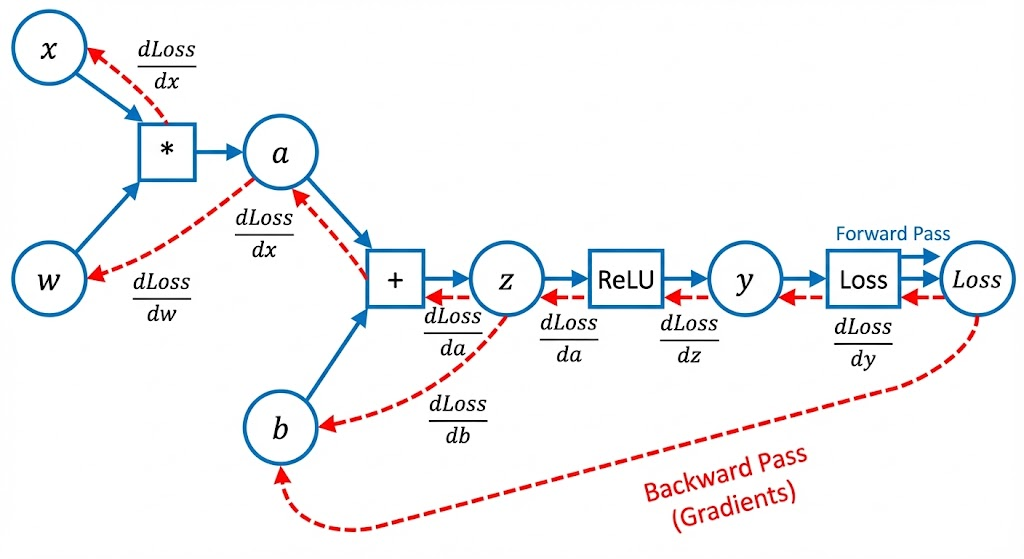 x
dLoss
dx
*
a
w
dLoss
dw
dLoss
dx
+
z
ReLU
y
Loss
Loss
Forward Pass
dLoss
da
dLoss
da
dLoss
dz
dLoss
dy
b
dLoss
db
Backward Pass
(Gradients)